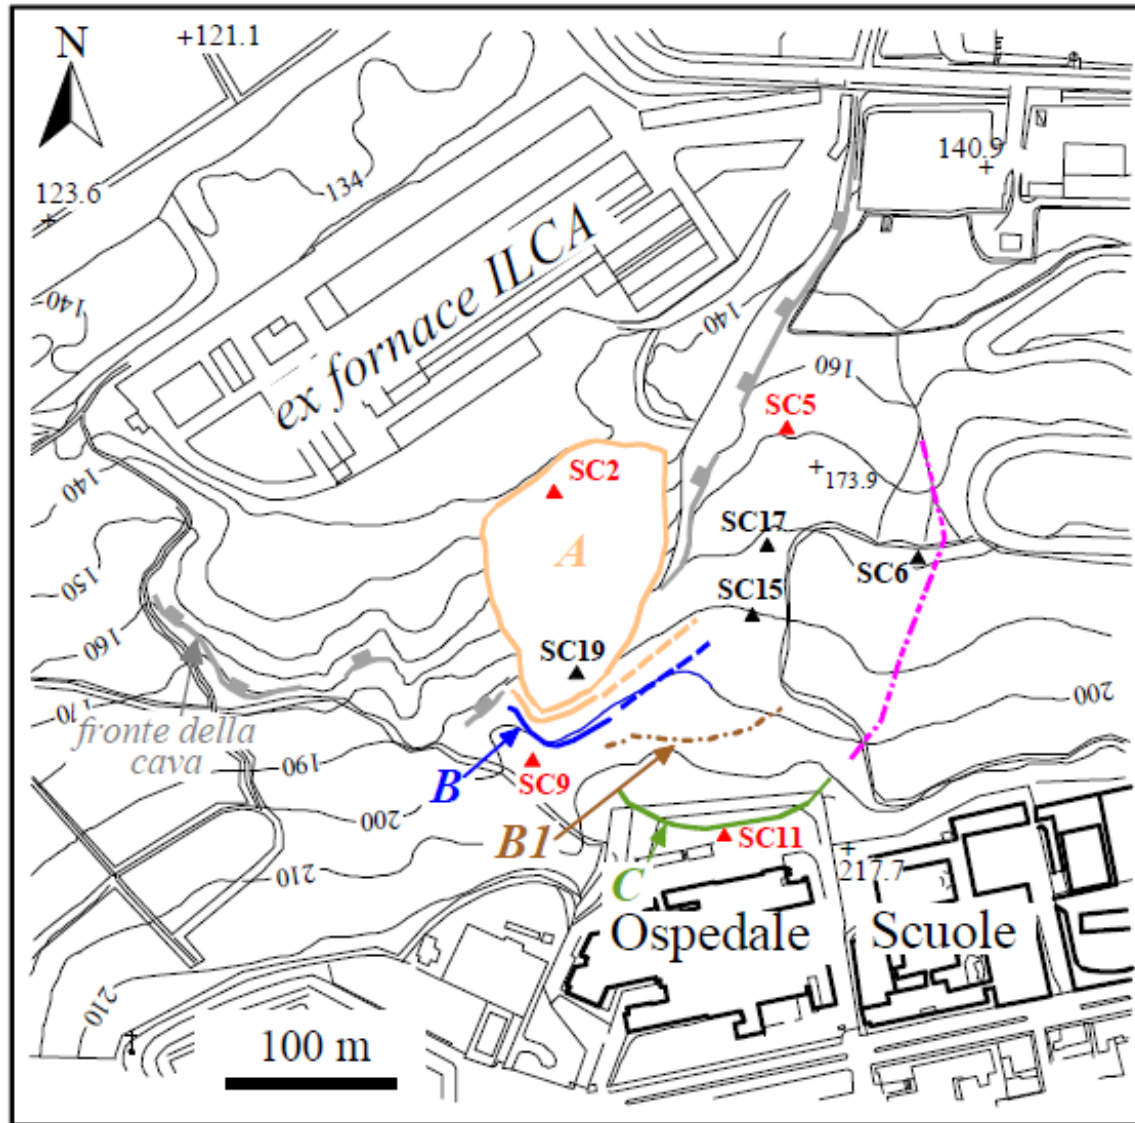 N
+121.1
140.9
+
123.6
+
134
140
ex fornace ILCA
140
160
SC5
140
SC2
+173.9
SC17
A
150
SC6
SC15
160
SC19
170
200
fronte della
cava
190
B
SC9
200
B1
SC11
+
217.7
210
C
Ospedale
Scuole
210
100 m